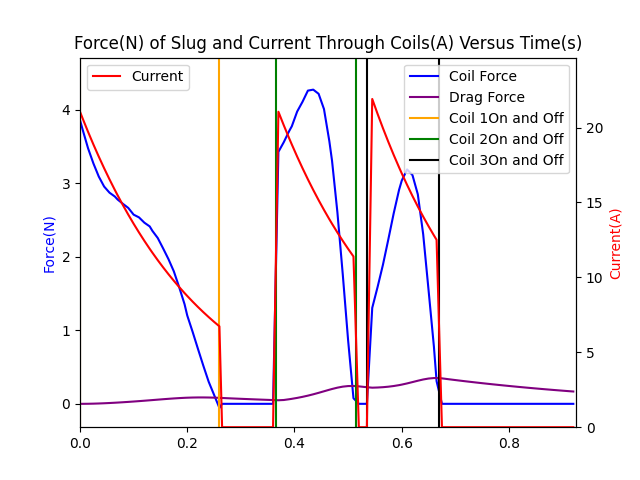 Force(N) of Slug and Current Through Coils(A) Versus Time(s)
Current
Coil Force
Drag Force
Coil 1On and Off
Coil 2On and Off
Coil 3On and Off
Force(N)
4
3
2
1
0
Current(A)
20
15
10
5
0
0.0 0.2 0.4 0.6 0.8